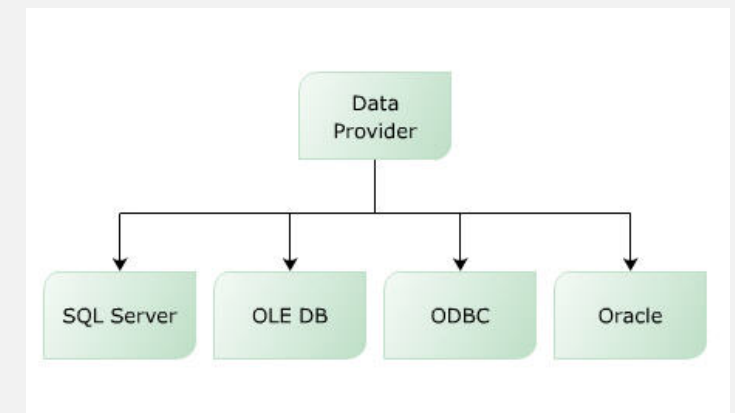 Data
Provider
SQL Server
OLE DB
ODBC
Oracle